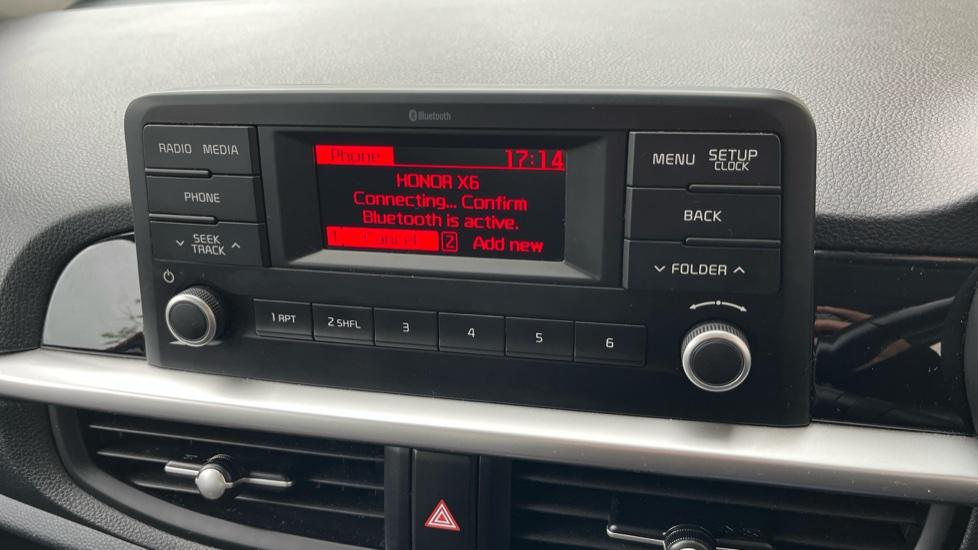 Bluetooth
RADIO MEDIA
PHONE
SEEK
TRACK
Phone 17:14
HONOR X6
Connecting... Confirm
Bluetooth is active.
1 Cancel 2 Add new
MENU SETUP
CLOCK
BACK
FOLDER
1 RPT 2 SHFL 3 4 5 6